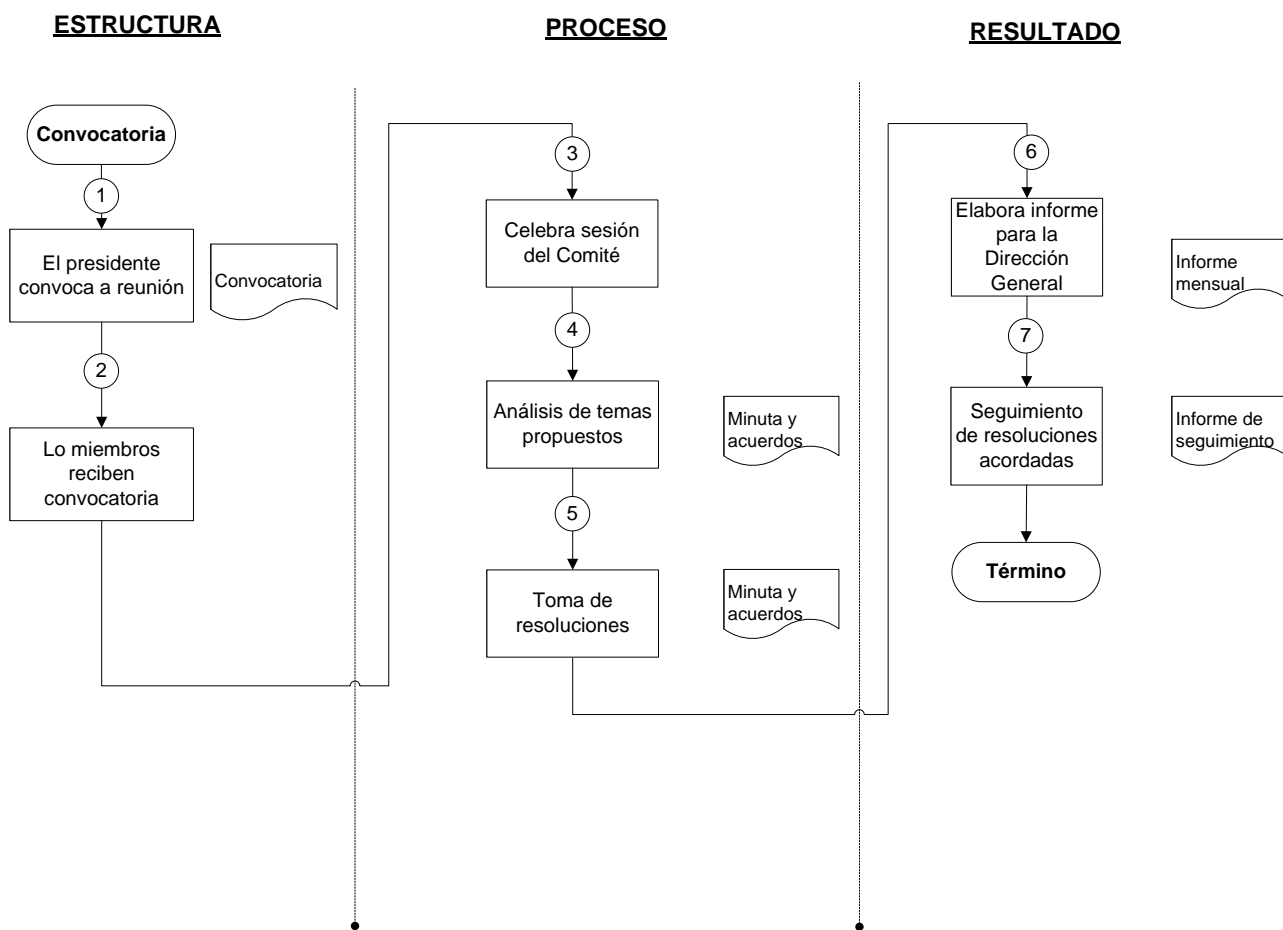 ESTRUCTURA
Convocatoria
1
El presidente
convoca a reunión
Convocatoria
2
Lo miembros
reciben
convocatoria
PROCESO
3
Celebra sesión
del Comité
4
Análisis de temas
propuestos
Minuta y
acuerdos
5
Toma de
resoluciones
Minuta y
acuerdos
RESULTADO
6
Elabora informe
para la
Dirección
General
Informe
mensual
7
Seguimiento
de resoluciones
acordadas
Informe de
seguimiento
Término